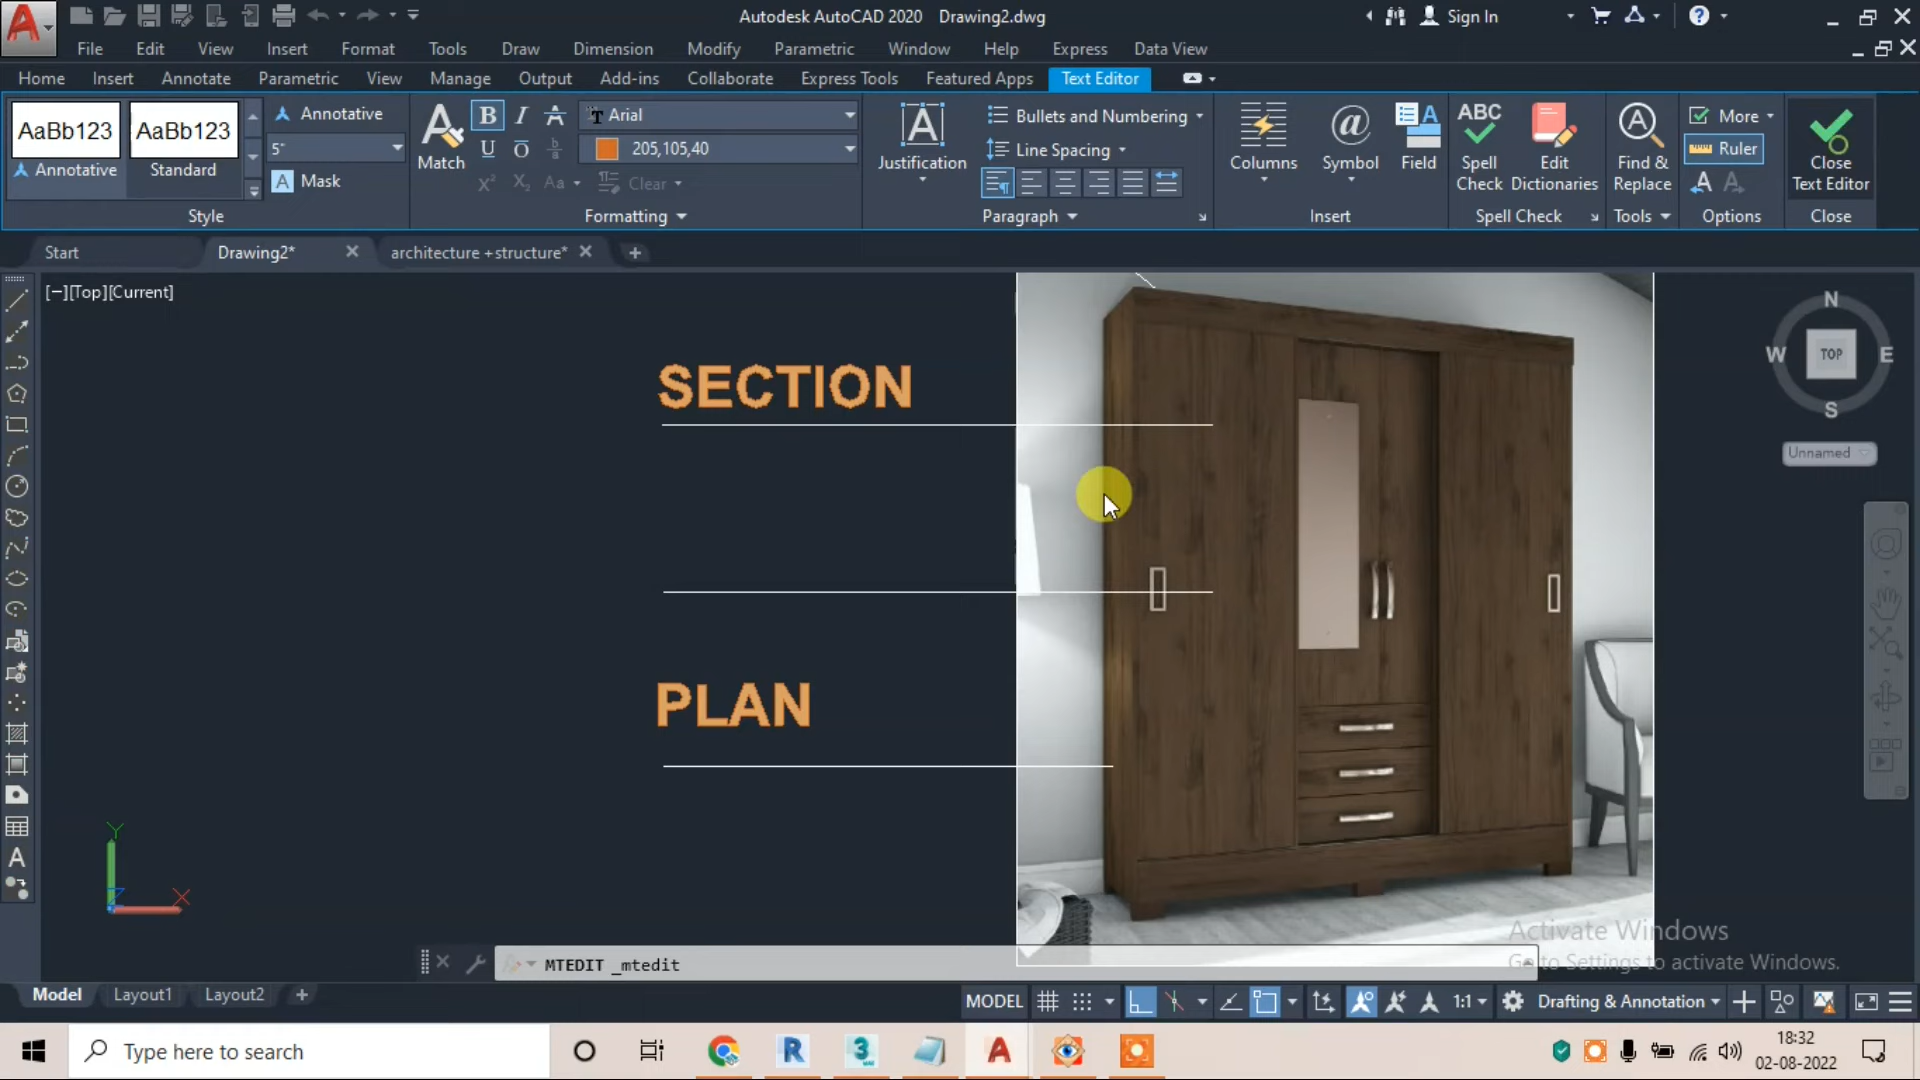 Autodesk AutoCAD 2020 Drawing2.dwg
Sign In
File Edit View Insert Format Tools Draw Dimension Modify Parametric Window Help Express Data View
Home Insert Annotate Parametric View Manage Output Add-ins Collaborate Express Tools Featured Apps Text Editor
AaBb123 AaBb123 Annotative
Annotative Standard
5"
Mask
Style
Match
B I A
U O b/a
X² X₂ Aa Clear
Arial
205,105,40
Formatting
Justification
Bullets and Numbering
Line Spacing
Paragraph
Columns
@ Symbol
Field
Insert
ABC
Spell Check
Edit Dictionaries
Spell Check
Find & Replace
Tools
More
Ruler
Options
Close Text Editor
Close
Start Drawing2* architecture +structure*
[−][Top][Current]
N
W TOP E
S
Unnamed
SECTION
PLAN
Y
X
Z
A
Activate Windows
Go to Settings to activate Windows.
MTEDIT _mtedit
Model Layout1 Layout2
MODEL 1:1 Drafting & Annotation
Type here to search
18:32
02-08-2022